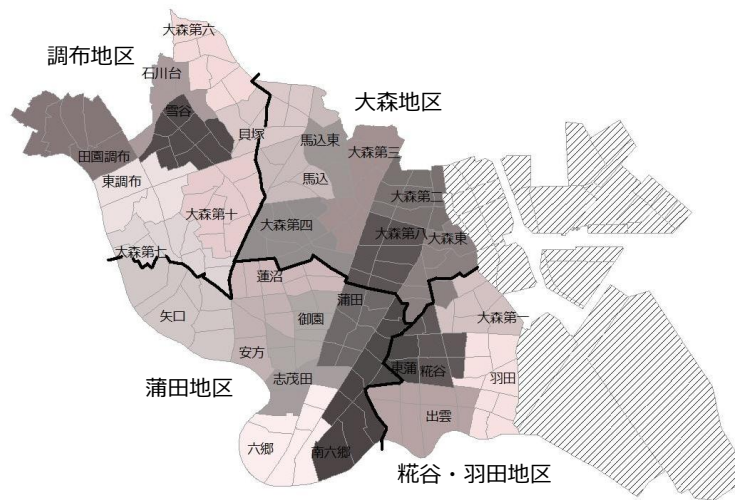 大森第六
調布地区
石川台
大森地区
雪谷
貝塚
馬込東
大森第三
田園調布
馬込
東調布
大森第二
大森第十
大森第四
大森第八
大森東
大森第七
蓮沼
蒲田
矢口
御園
大森第一
安方
東蒲
糀谷
羽田
蒲田地区
志茂田
出雲
六郷
南六郷
糀谷・羽田地区